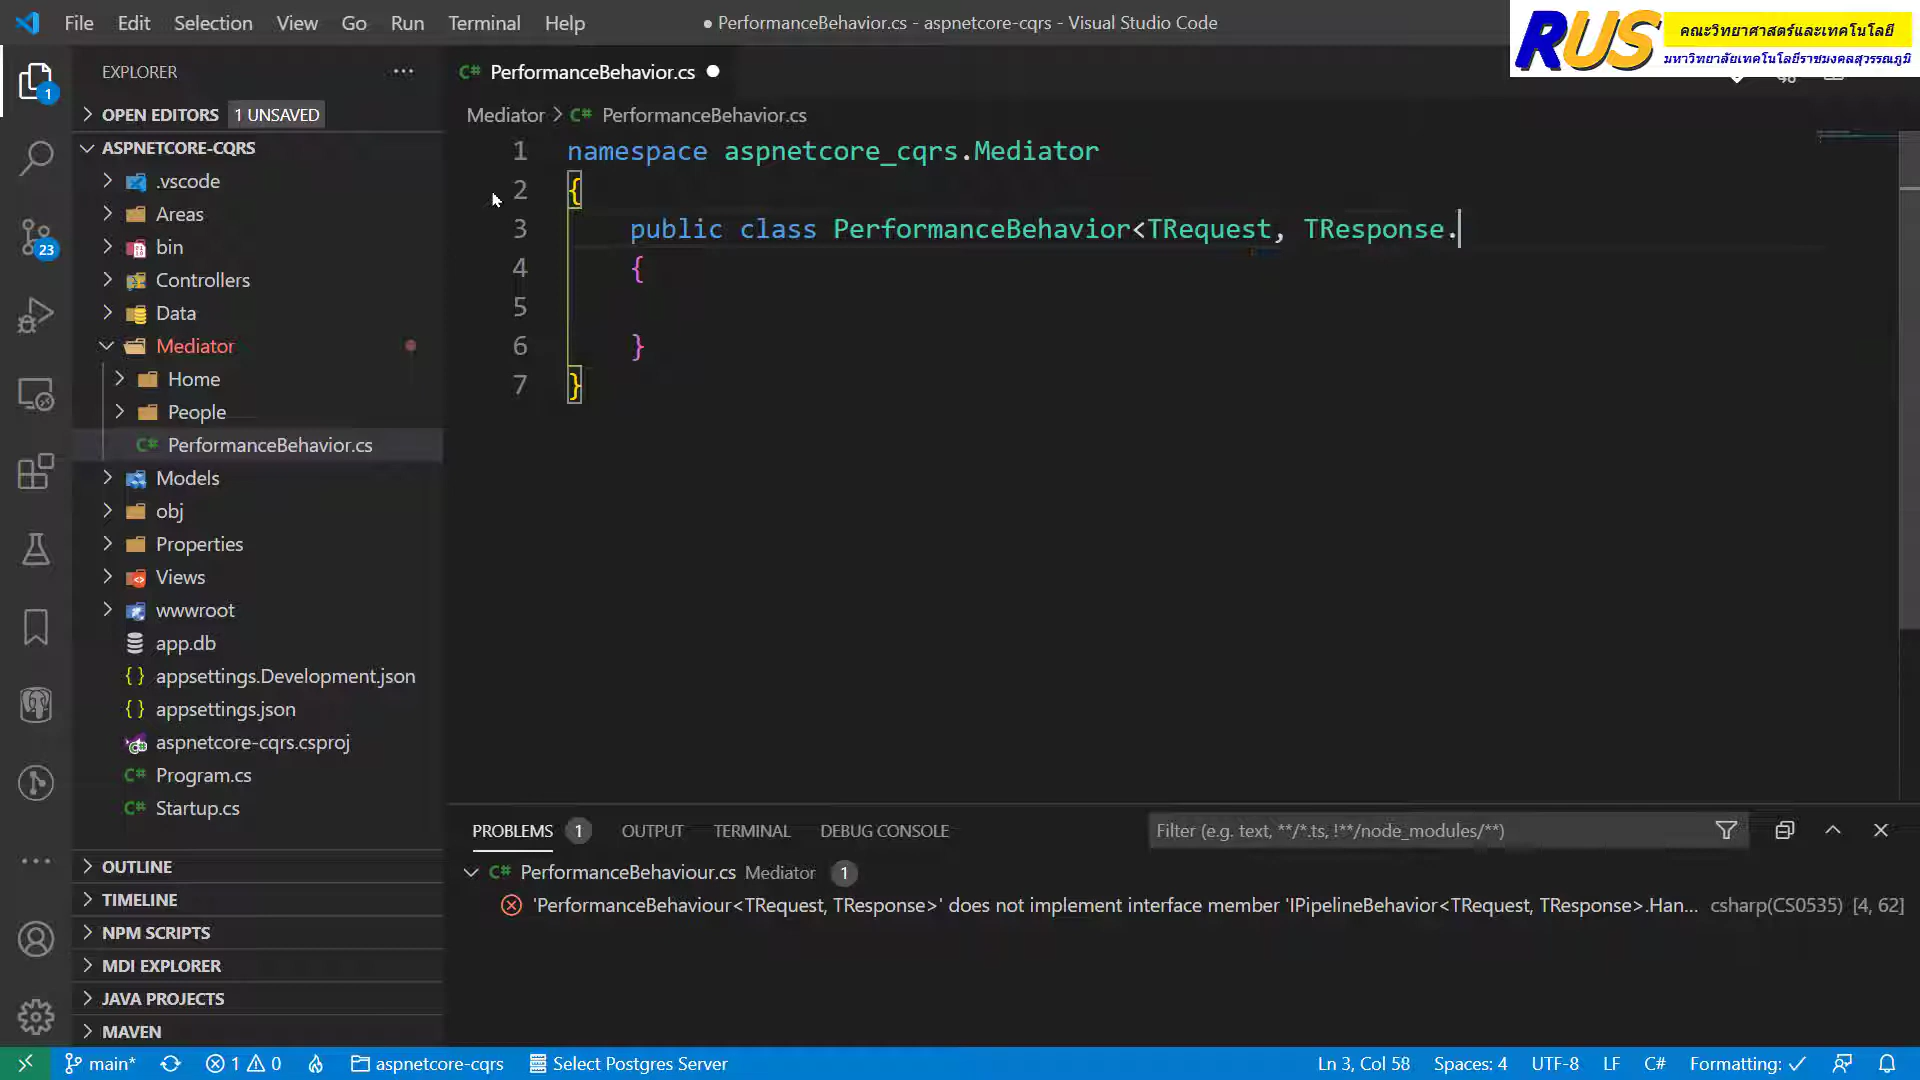 File Edit Selection View Go Run Terminal Help
● PerformanceBehavior.cs - aspnetcore-cqrs - Visual Studio Code
RUS
คณะวิทยาศาสตร์และเทคโนโลยี
มหาวิทยาลัยเทคโนโลยีราชมงคลสุวรรณภูมิ
EXPLORER
OPEN EDITORS 1 UNSAVED
ASPNETCORE-CQRS
.vscode
Areas
bin
Controllers
Data
Mediator
Home
People
C# PerformanceBehavior.cs
Models
obj
Properties
Views
wwwroot
app.db
{} appsettings.Development.json
{} appsettings.json
aspnetcore-cqrs.csproj
C# Program.cs
C# Startup.cs
OUTLINE
TIMELINE
NPM SCRIPTS
MDI EXPLORER
JAVA PROJECTS
MAVEN
1
23
C# PerformanceBehavior.cs ●
Mediator > C# PerformanceBehavior.cs
1 namespace aspnetcore_cqrs.Mediator
2 {
3 public class PerformanceBehavior<TRequest, TResponse.
4 {
5
6 }
7 }
PROBLEMS 1 OUTPUT TERMINAL DEBUG CONSOLE
Filter (e.g. text, **/*.ts, !**/node_modules/**)
C# PerformanceBehaviour.cs Mediator 1
'PerformanceBehaviour<TRequest, TResponse>' does not implement interface member 'IPipelineBehavior<TRequest, TResponse>.Han... csharp(CS0535) [4, 62]
main* 1 0 aspnetcore-cqrs Select Postgres Server
Ln 3, Col 58 Spaces: 4 UTF-8 LF C# Formatting: ✓